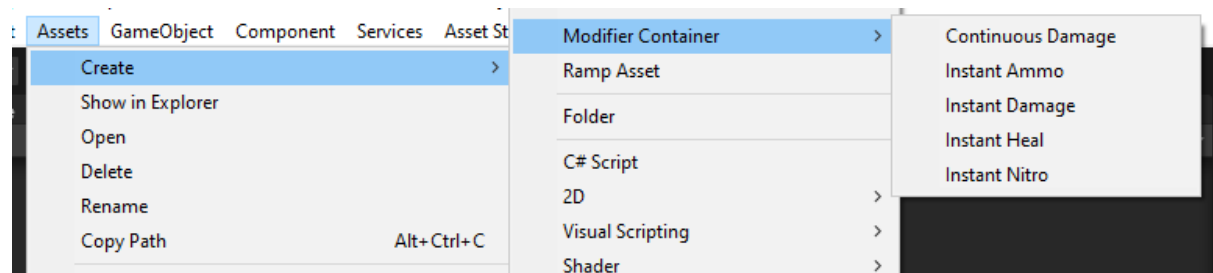 Assets GameObject Component Services Asset St
Create
Show in Explorer
Open
Delete
Rename
Copy Path Alt+Ctrl+C
Modifier Container
Ramp Asset
Folder
C# Script
2D
Visual Scripting
Shader
Continuous Damage
Instant Ammo
Instant Damage
Instant Heal
Instant Nitro